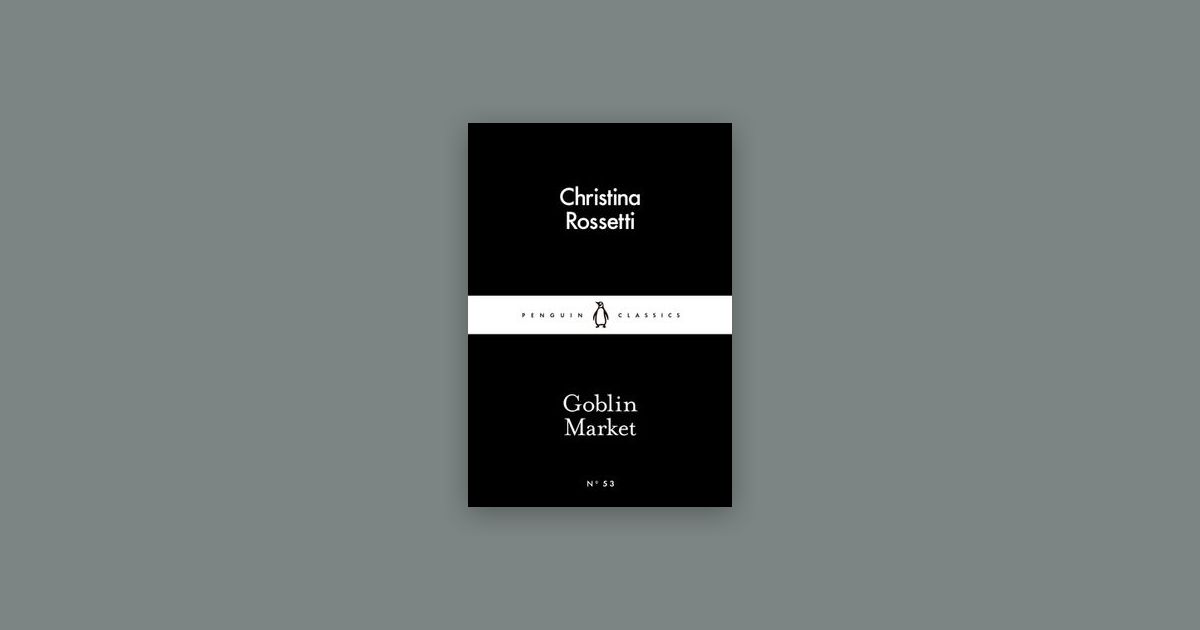 Christina
Rossetti
PENGUIN CLASSICS
Goblin
Market
Nº 53